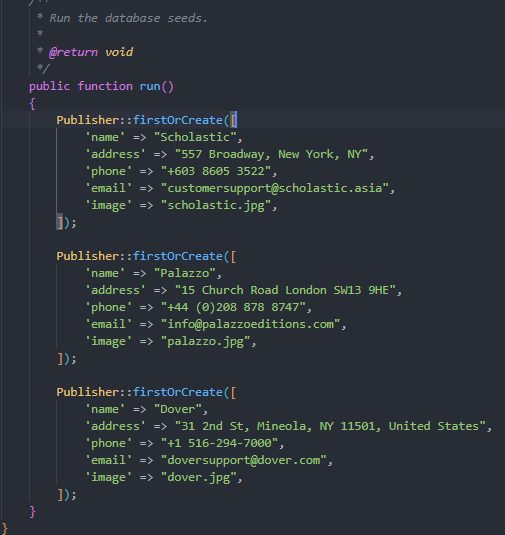 /**
 * Run the database seeds.
 *
 * @return void
 */
public function run()
{
    Publisher::firstOrCreate([
        'name' => "Scholastic",
        'address' => "557 Broadway, New York, NY",
        'phone' => "+603 8605 3522",
        'email' => "customersupport@scholastic.asia",
        'image' => "scholastic.jpg",
    ]);

    Publisher::firstOrCreate([
        'name' => "Palazzo",
        'address' => "15 Church Road London SW13 9HE",
        'phone' => "+44 (0)208 878 8747",
        'email' => "info@palazzoeditions.com",
        'image' => "palazzo.jpg",
    ]);

    Publisher::firstOrCreate([
        'name' => "Dover",
        'address' => "31 2nd St, Mineola, NY 11501, United States",
        'phone' => "+1 516-294-7000",
        'email' => "doversupport@dover.com",
        'image' => "dover.jpg",
    ]);
}
}